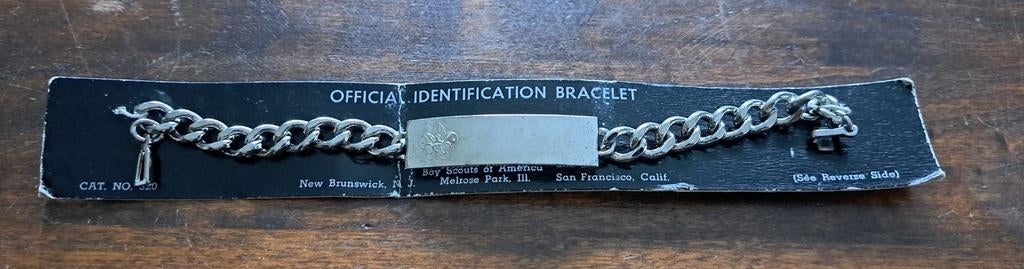 OFFICIAL IDENTIFICATION BRACELET
Boy Scouts of America
CAT. NO. 520 New Brunswick, N.J. Melrose Park, Ill. San Francisco, Calif. (See Reverse Side)